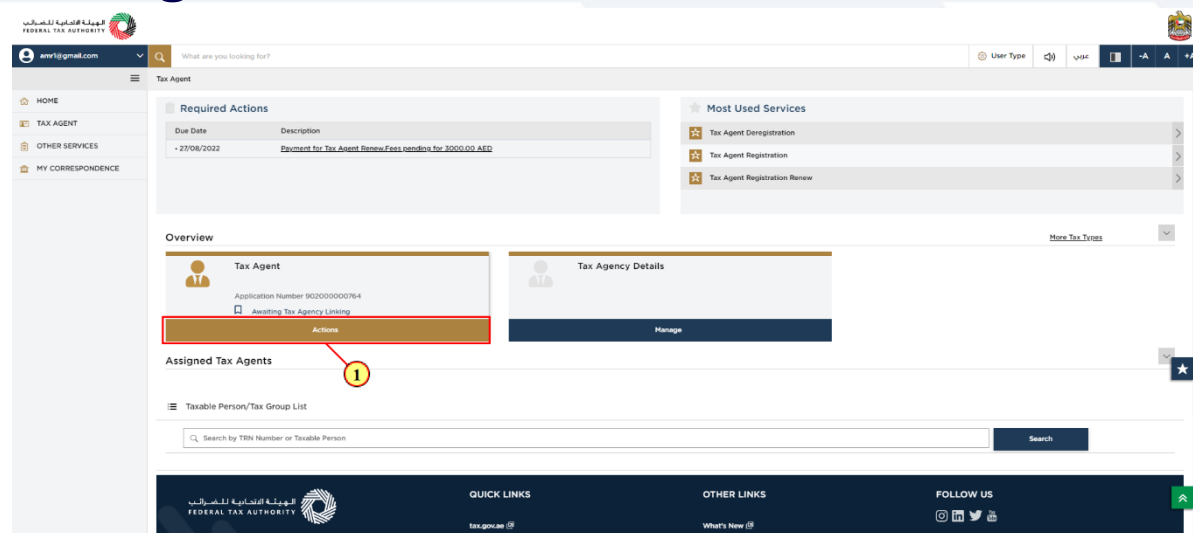 الهيئة الاتحادية للضرائب
FEDERAL TAX AUTHORITY
amr1@gmail.com
What are you looking for?
User Type
عربي
-A A +A
Tax Agent
HOME
TAX AGENT
OTHER SERVICES
MY CORRESPONDENCE
Required Actions
Due Date Description
• 27/08/2022 Payment for Tax Agent Renew.Fees pending for 3000.00 AED
Most Used Services
Tax Agent Deregistration
Tax Agent Registration
Tax Agent Registration Renew
Overview
More Tax Types
Tax Agent
Application Number 902000000764
Awaiting Tax Agency Linking
Actions
Tax Agency Details
Manage
1
Assigned Tax Agents
Taxable Person/Tax Group List
Search by TRN Number or Taxable Person
Search
الهيئة الاتحادية للضرائب
FEDERAL TAX AUTHORITY
QUICK LINKS
tax.gov.ae
OTHER LINKS
What's New
FOLLOW US